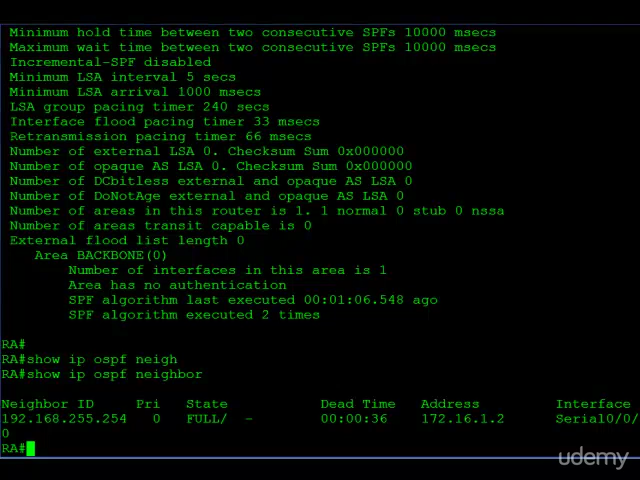 Minimum hold time between two consecutive SPFs 10000 msecs
Maximum wait time between two consecutive SPFs 10000 msecs
Incremental-SPF disabled
Minimum LSA interval 5 secs
Minimum LSA arrival 1000 msecs
LSA group pacing timer 240 secs
Interface flood pacing timer 33 msecs
Retransmission pacing timer 66 msecs
Number of external LSA 0. Checksum Sum 0x000000
Number of opaque AS LSA 0. Checksum Sum 0x000000
Number of DCbitless external and opaque AS LSA 0
Number of DoNotAge external and opaque AS LSA 0
Number of areas in this router is 1. 1 normal 0 stub 0 nssa
Number of areas transit capable is 0
External flood list length 0
Area BACKBONE(0)
Number of interfaces in this area is 1
Area has no authentication
SPF algorithm last executed 00:01:06.548 ago
SPF algorithm executed 2 times
RA#
RA#show ip ospf neigh
RA#show ip ospf neighbor
Neighbor ID Pri State Dead Time Address Interface
192.168.255.254 0 FULL/ - 00:00:36 172.16.1.2 Serial0/0/
0
RA#
udemy